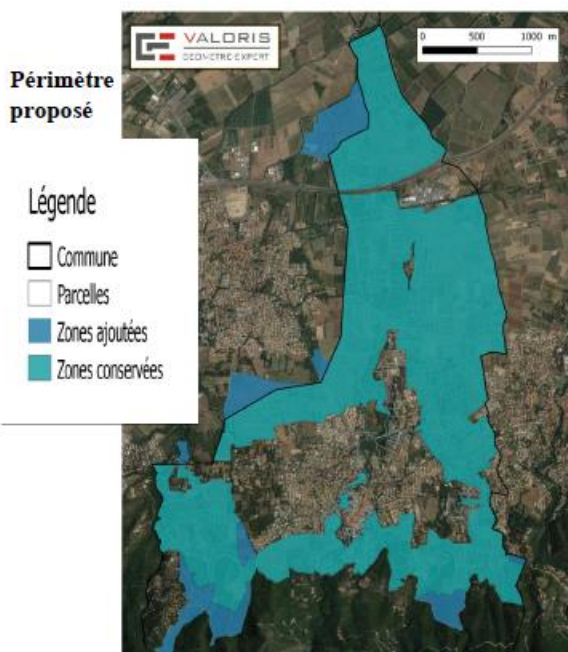 VALORIS
GEOMETRE EXPERT
0 500 1000 m
Périmètre
proposé
Légende
Commune
Parcelles
Zones ajoutées
Zones conservées